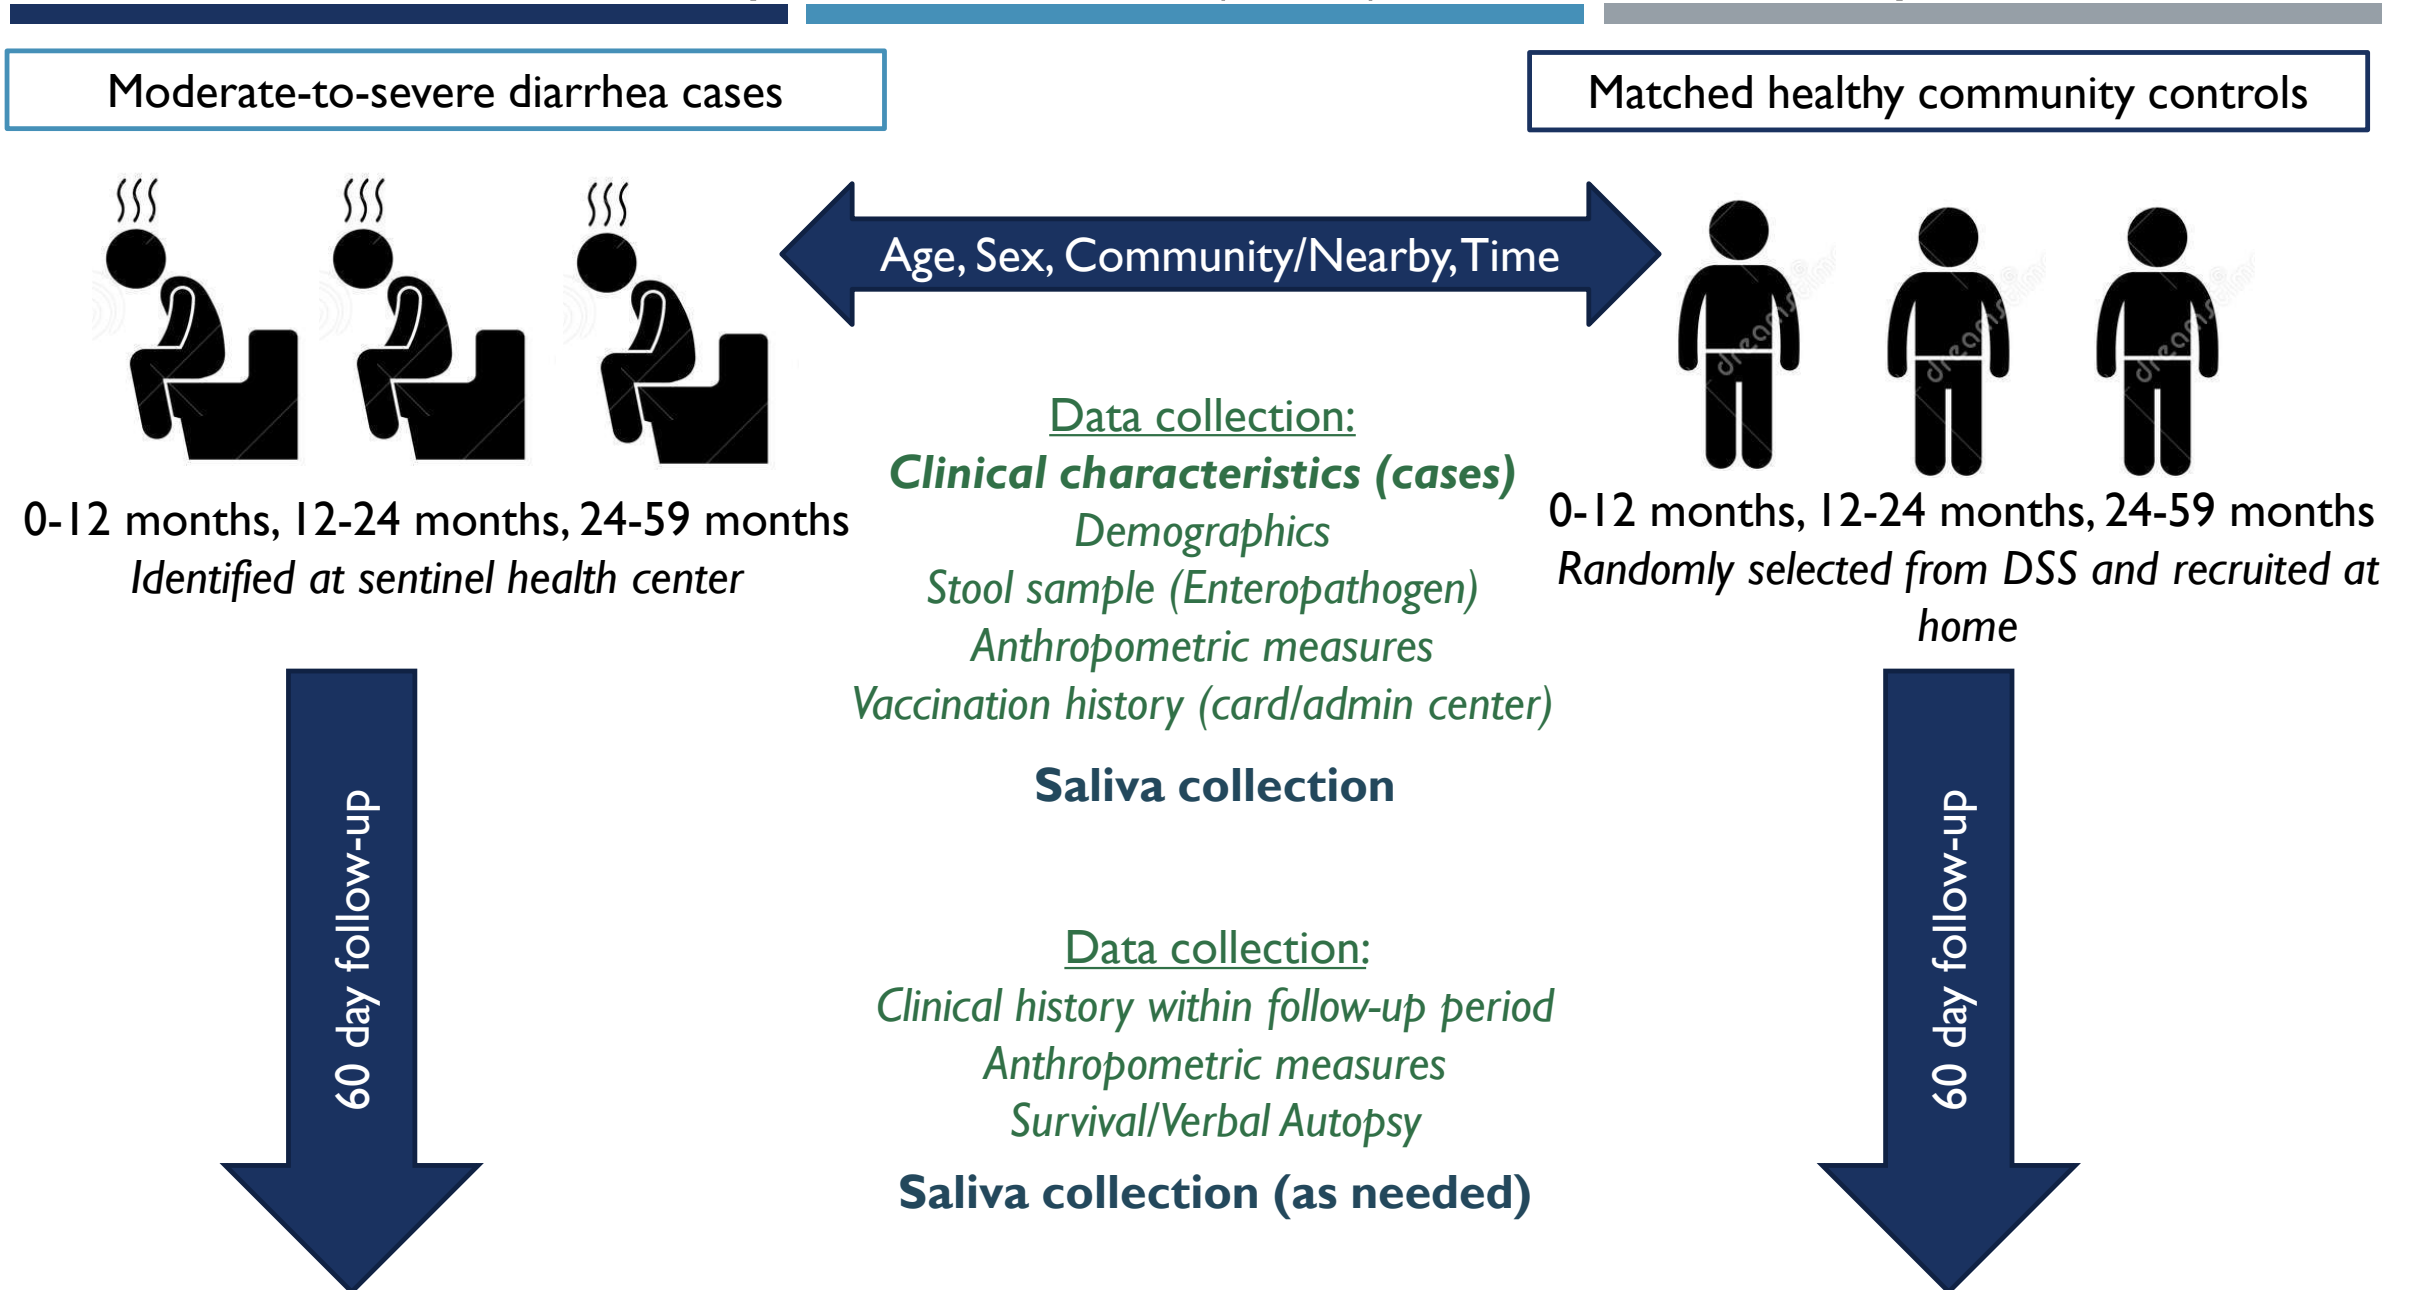 Moderate-to-severe diarrhea cases
Matched healthy community controls
Age, Sex, Community/Nearby, Time
0-12 months, 12-24 months, 24-59 months
Identified at sentinel health center
0-12 months, 12-24 months, 24-59 months
Randomly selected from DSS and recruited at
home
Data collection:
Clinical characteristics (cases)
Demographics
Stool sample (Enteropathogen)
Anthropometric measures
Vaccination history (card/admin center)
Saliva collection
60 day follow-up
60 day follow-up
Data collection:
Clinical history within follow-up period
Anthropometric measures
Survival/Verbal Autopsy
Saliva collection (as needed)